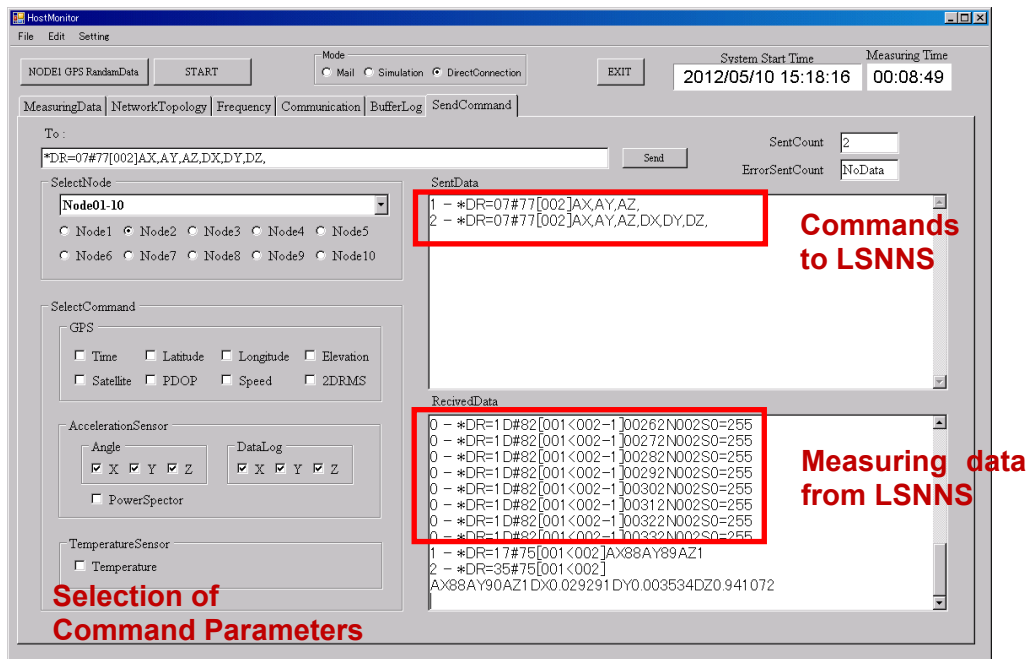 HostMonitor
File Edit Setting
NODE1 GPS RandamData
START
Mode
Mail Simulation DirectConnection
EXIT
System Start Time
2012/05/10 15:18:16
Measuring Time
00:08:49
MeasuringData NetworkTopology Frequency Communication BufferLog SendCommand
To :
*DR=07#77[002]AX,AY,AZ,DX,DY,DZ,
Send
SentCount 2
ErrorSentCount NoData
SelectNode
Node01-10
Node1 Node2 Node3 Node4 Node5
Node6 Node7 Node8 Node9 Node10
SelectCommand
GPS
Time Latitude Longitude Elevation
Satellite PDOP Speed 2DRMS
AccelerationSensor
Angle
X Y Z
DataLog
X Y Z
PowerSpector
TemperatureSensor
Temperature
Selection of
Command Parameters
SentData
1 - *DR=07#77[002]AX,AY,AZ,
2 - *DR=07#77[002]AX,AY,AZ,DX,DY,DZ,
Commands
to LSNNS
RecivedData
0 - *DR=1D#82[001<002-1]00262N002S0=255
0 - *DR=1D#82[001<002-1]00272N002S0=255
0 - *DR=1D#82[001<002-1]00282N002S0=255
0 - *DR=1D#82[001<002-1]00292N002S0=255
0 - *DR=1D#82[001<002-1]00302N002S0=255
0 - *DR=1D#82[001<002-1]00312N002S0=255
0 - *DR=1D#82[001<002-1]00322N002S0=255
0 - *DR=1D#82[001<002-1]00332N002S0=255
1 - *DR=17#75[001<002]AX88AY89AZ1
2 - *DR=35#75[001<002]
AX88AY90AZ1DX0.029291DY0.003534DZ0.941072
Measuring data
from LSNNS